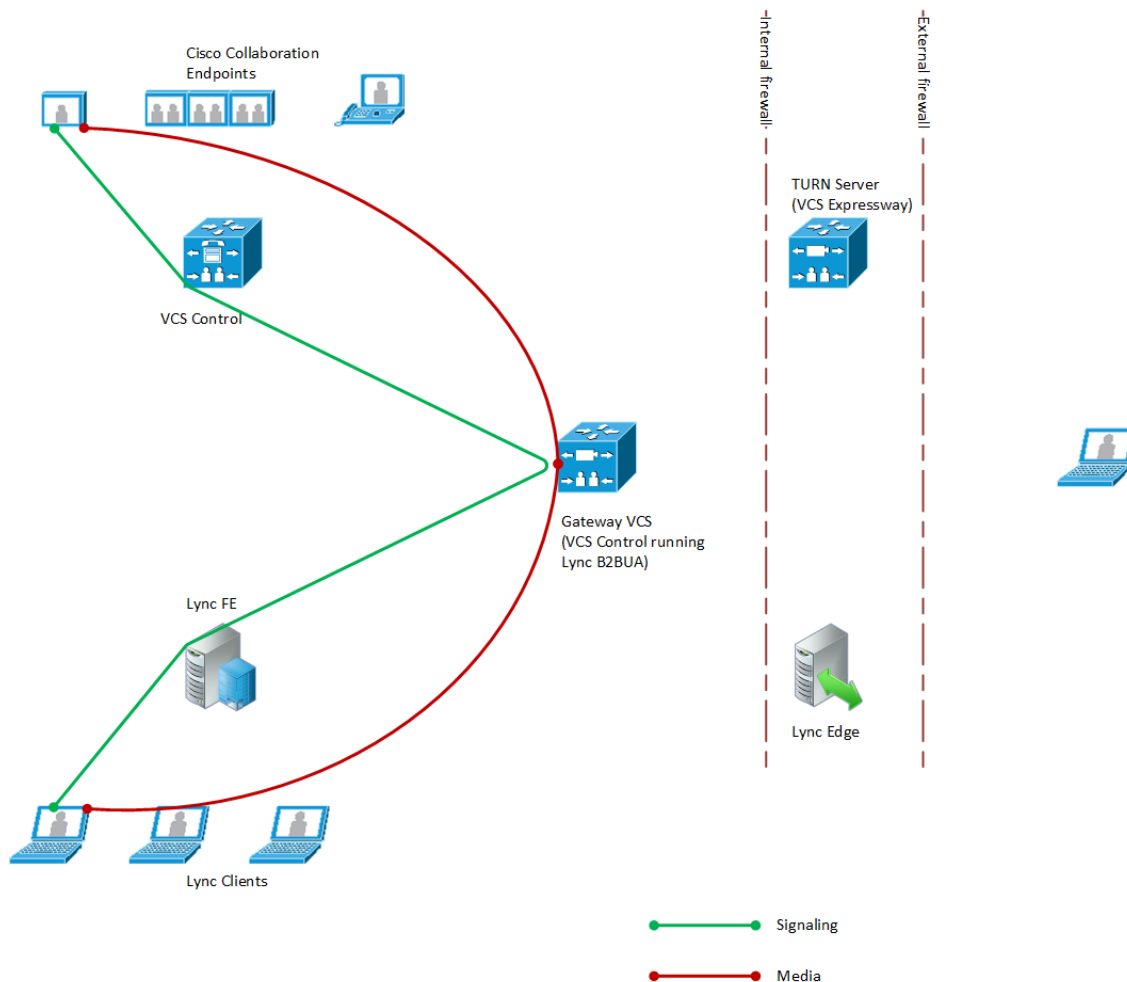 Cisco Collaboration
Endpoints
Internal firewall
External firewall
TURN Server
(VCS Expressway)
VCS Control
Gateway VCS
(VCS Control running
Lync B2BUA)
Lync FE
Lync Edge
Lync Clients
Signaling
Media